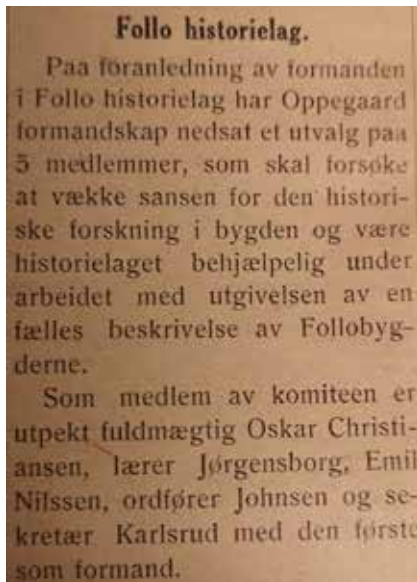 Follo historielag.
Paa foranledning av formanden
i Follo historielag har Oppegaard
formandskap nedsat et utvalg paa
5 medlemmer, som skal forsøke
at vække sansen for den histori-
ske forskning i bygden og være
historielaget behjælpelig under
arbeidet med utgivelsen av en
fælles beskrivelse av Follobyg-
derne.
Som medlem av komiteen er
utpekt fuldmægtig Oskar Christi-
ansen, lærer Jørgensborg, Emil
Nilssen, ordfører Johnsen og se-
kretær Karlsrud med den første
som formand.